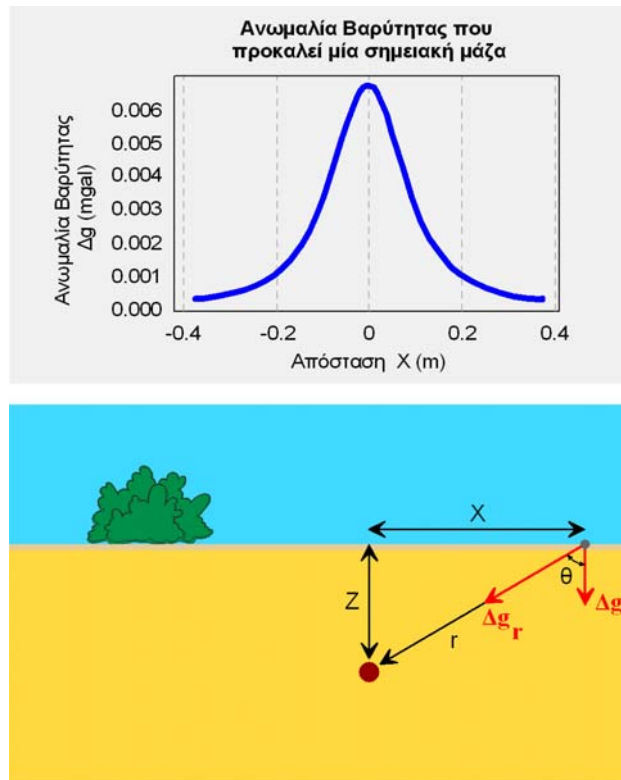 Ανωμαλία Βαρύτητας που
προκαλεί μία σημειακή μάζα
Ανωμαλία Βαρύτητας
Δg (mgal)
0.006
0.005
0.004
0.003
0.002
0.001
0.000
-0.4 -0.2 0 0.2 0.4
Απόσταση X (m)
X
θ
Z
Δg
Δg r
r